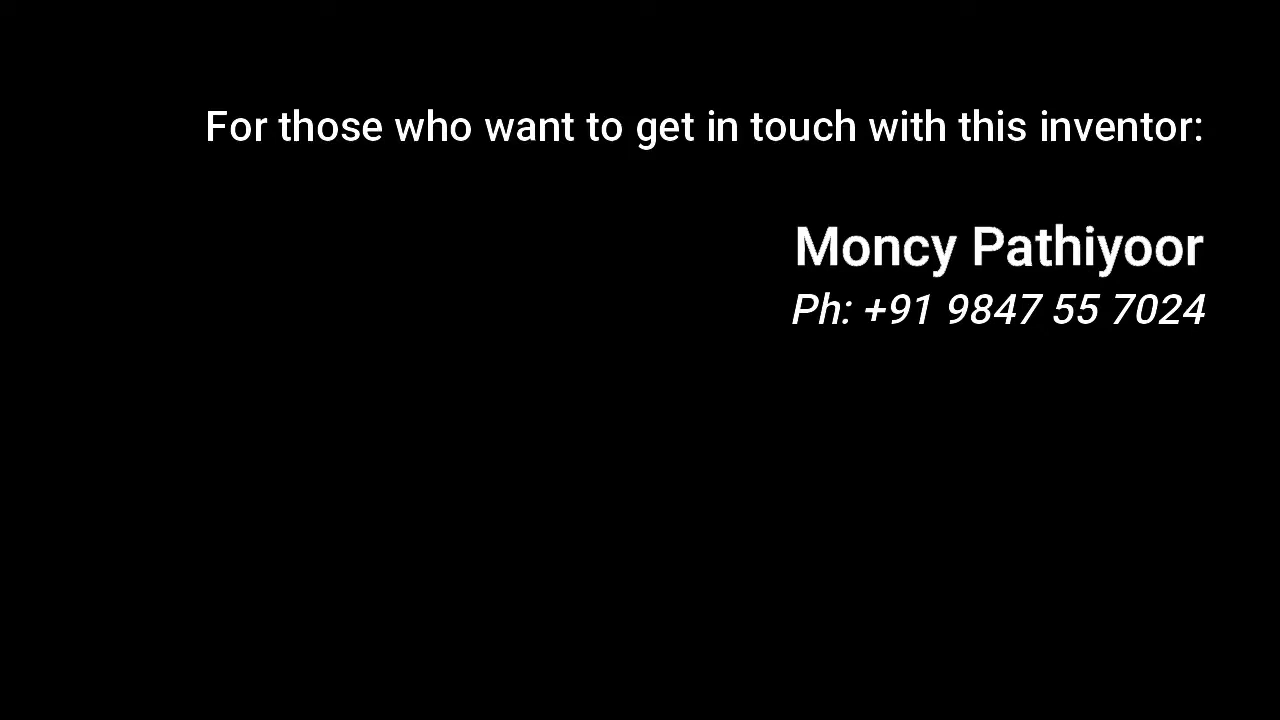 For those who want to get in touch with this inventor:
Moncy Pathiyoor
Ph: +91 9847 55 7024